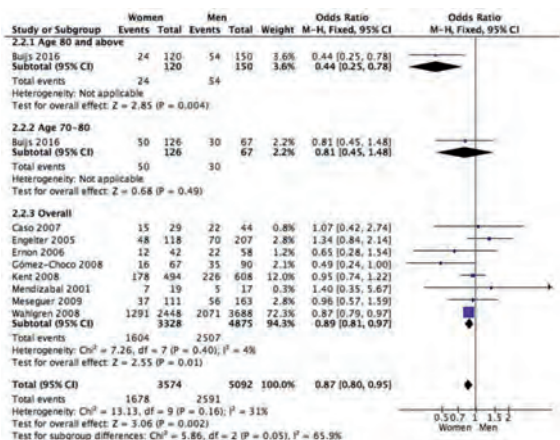 Women Men Odds Ratio Odds Ratio
Study or Subgroup Events Total Events Total Weight M-H, Fixed, 95% CI M-H, Fixed, 95% CI
2.2.1 Age 80 and above
Buijs 2016 24 120 54 150 3.6% 0.44 [0.25, 0.78]
Subtotal (95% CI) 120 150 3.6% 0.44 [0.25, 0.78]
Total events 24 54
Heterogeneity: Not applicable
Test for overall effect: Z = 2.85 (P = 0.004)
2.2.2 Age 70-80
Buijs 2016 50 126 30 67 2.2% 0.81 [0.45, 1.48]
Subtotal (95% CI) 126 67 2.2% 0.81 [0.45, 1.48]
Total events 50 30
Heterogeneity: Not applicable
Test for overall effect: Z = 0.68 (P = 0.49)
2.2.3 Overall
Caso 2007 15 29 22 44 0.8% 1.07 [0.42, 2.74]
Engelter 2005 48 118 70 207 2.8% 1.34 [0.84, 2.14]
Ernon 2006 12 42 22 58 1.3% 0.65 [0.28, 1.54]
Gómez-Choco 2008 16 67 35 90 2.2% 0.49 [0.24, 1.00]
Kent 2008 178 494 226 608 13.2% 0.95 [0.74, 1.22]
Mendizabal 2001 7 19 5 17 0.3% 1.40 [0.35, 5.67]
Meseguer 2009 37 111 56 163 2.9% 0.96 [0.57, 1.59]
Wahlgren 2008 1291 2448 2071 3688 72.3% 0.87 [0.79, 0.97]
Subtotal (95% CI) 3328 4875 94.3% 0.89 [0.81, 0.97]
Total events 1604 2507
Heterogeneity: Chi² = 7.26, df = 7 (P = 0.40); I² = 4%
Test for overall effect: Z = 2.55 (P = 0.01)
Total (95% CI) 3574 5092 100.0% 0.87 [0.80, 0.95]
Total events 1678 2591
Heterogeneity: Chi² = 13.13, df = 9 (P = 0.16); I² = 31%
Test for overall effect: Z = 3.06 (P = 0.002)
Test for subgroup differences: Chi² = 5.86, df = 2 (P = 0.05), I² = 65.9%
0.5 0.7 1 1.5 2
Women Men